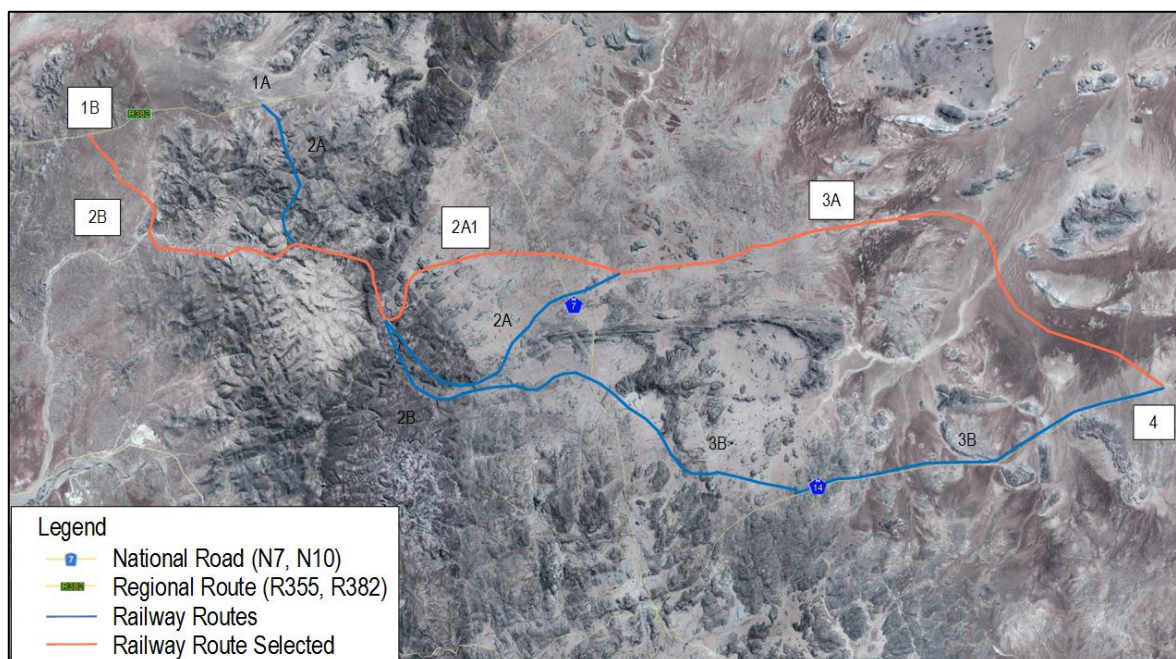 1A
1B
R382
2A
2B
2A1
3A
7
2A
2B
3B
3B
4
14
Legend
7 National Road (N7, N10)
R382 Regional Route (R355, R382)
Railway Routes
Railway Route Selected